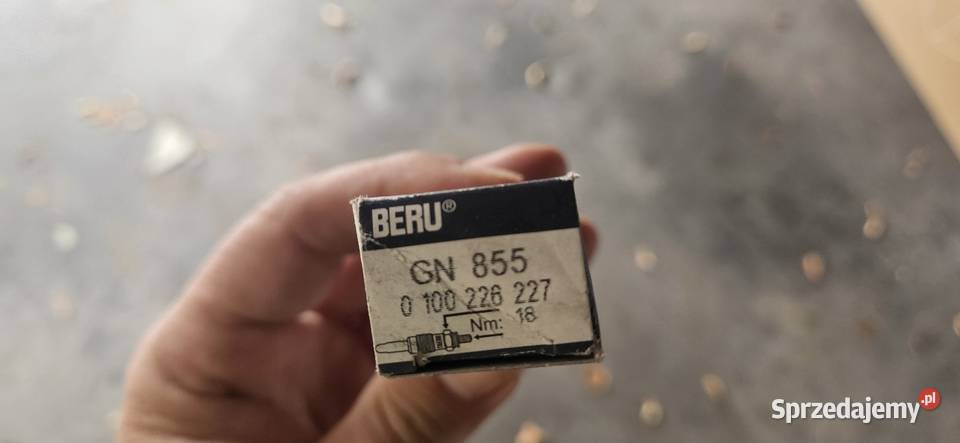 BERU®
GN 855
0 100 226 227
Nm: 18
Sprzedajemy.pl